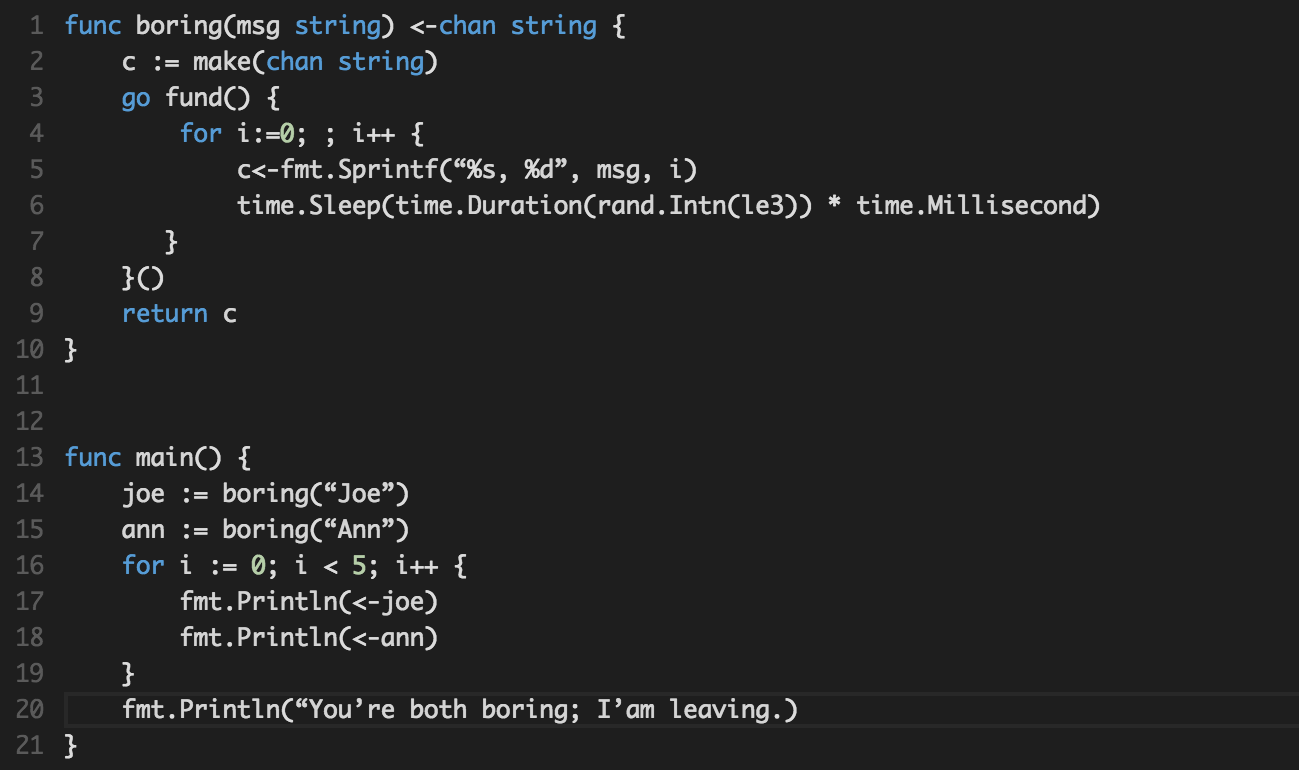 1 func boring(msg string) <-chan string {
2     c := make(chan string)
3     go fund() {
4         for i:=0; ; i++ {
5             c<-fmt.Sprintf(“%s, %d”, msg, i)
6             time.Sleep(time.Duration(rand.Intn(le3)) * time.Millisecond)
7        }
8     }()
9     return c
10 }
11
12
13 func main() {
14     joe := boring(“Joe”)
15     ann := boring(“Ann”)
16     for i := 0; i < 5; i++ {
17         fmt.Println(<-joe)
18         fmt.Println(<-ann)
19     }
20     fmt.Println(“You’re both boring; I’am leaving.)
21 }